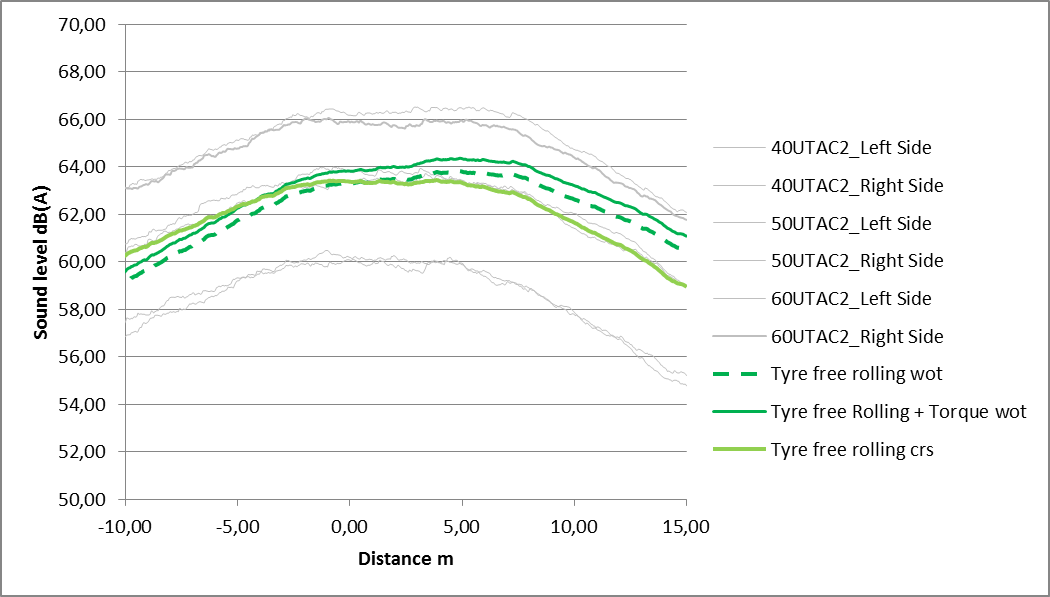 70,00
68,00
66,00
64,00
62,00
60,00
58,00
56,00
54,00
52,00
50,00
Sound level dB(A)
-10,00 -5,00 0,00 5,00 10,00 15,00
Distance m
40UTAC2_Left Side
40UTAC2_Right Side
50UTAC2_Left Side
50UTAC2_Right Side
60UTAC2_Left Side
60UTAC2_Right Side
Tyre free rolling wot
Tyre free Rolling + Torque wot
Tyre free rolling crs